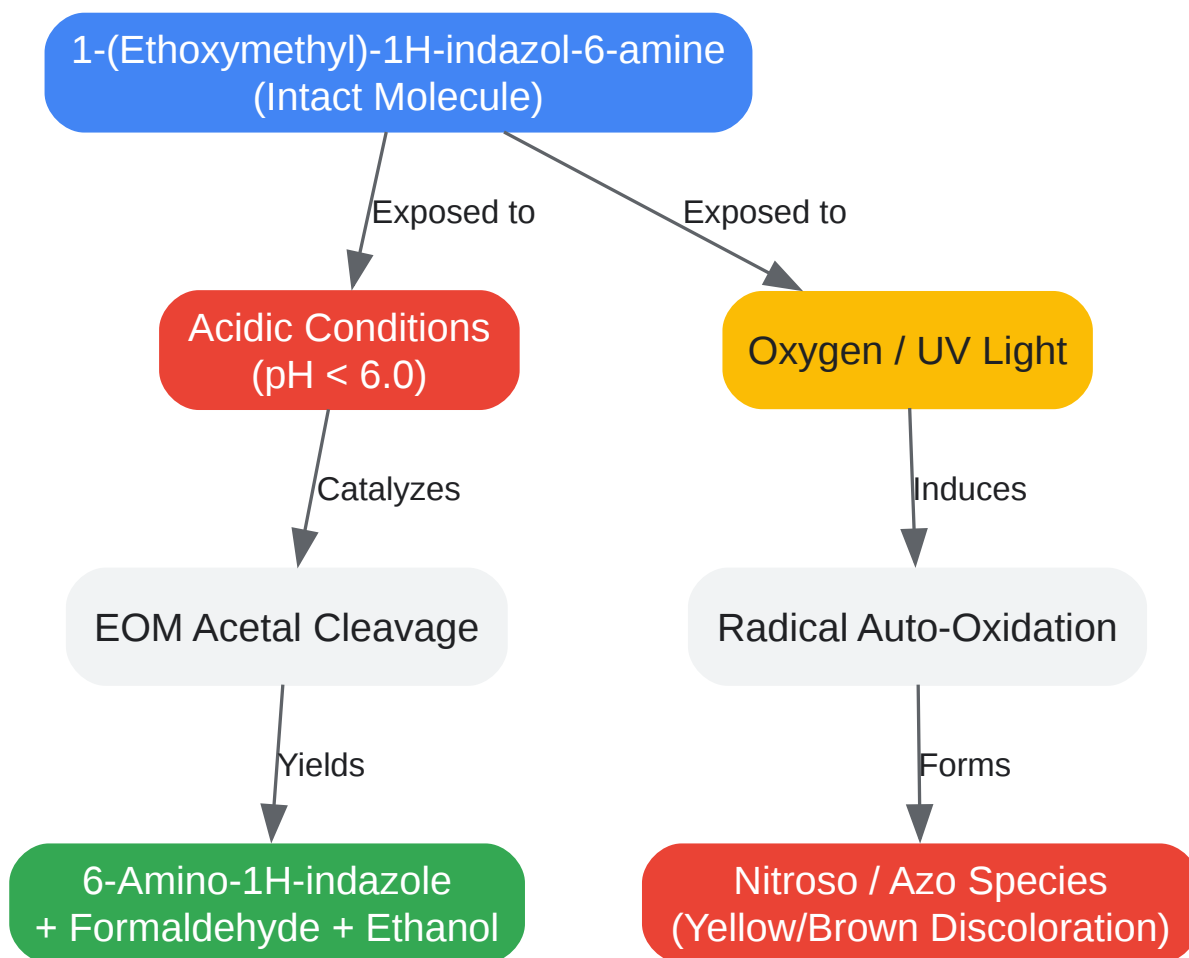 1-(Ethoxymethyl)-1H-indazol-6-amine
(Intact Molecule)
Exposed to
Exposed to
Acidic Conditions
(pH < 6.0)
Oxygen / UV Light
Catalyzes
Induces
EOM Acetal Cleavage
Radical Auto-Oxidation
Yields
Forms
6-Amino-1H-indazole
+ Formaldehyde + Ethanol
Nitroso / Azo Species
(Yellow/Brown Discoloration)